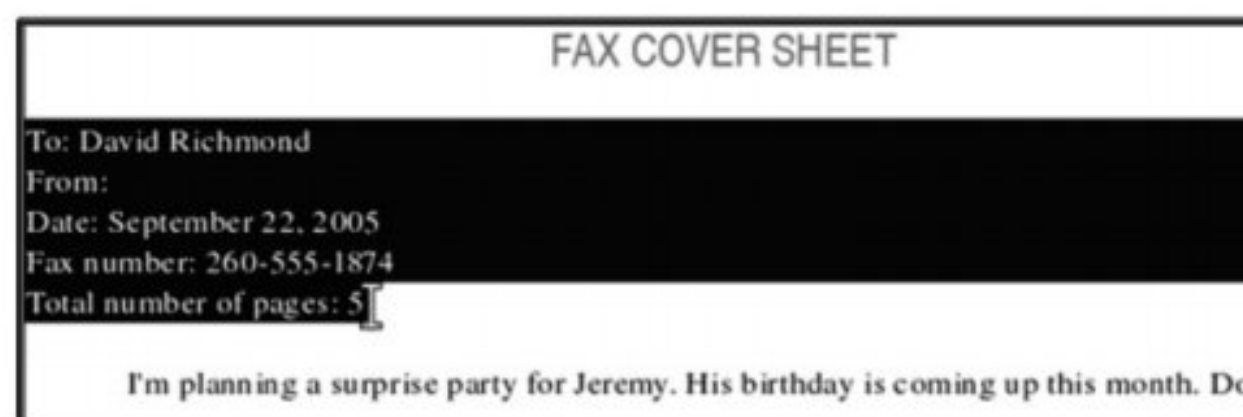 FAX COVER SHEET
To: David Richmond
From:
Date: September 22, 2005
Fax number: 260-555-1874
Total number of pages: 5
I'm planning a surprise party for Jeremy. His birthday is coming up this month. Do